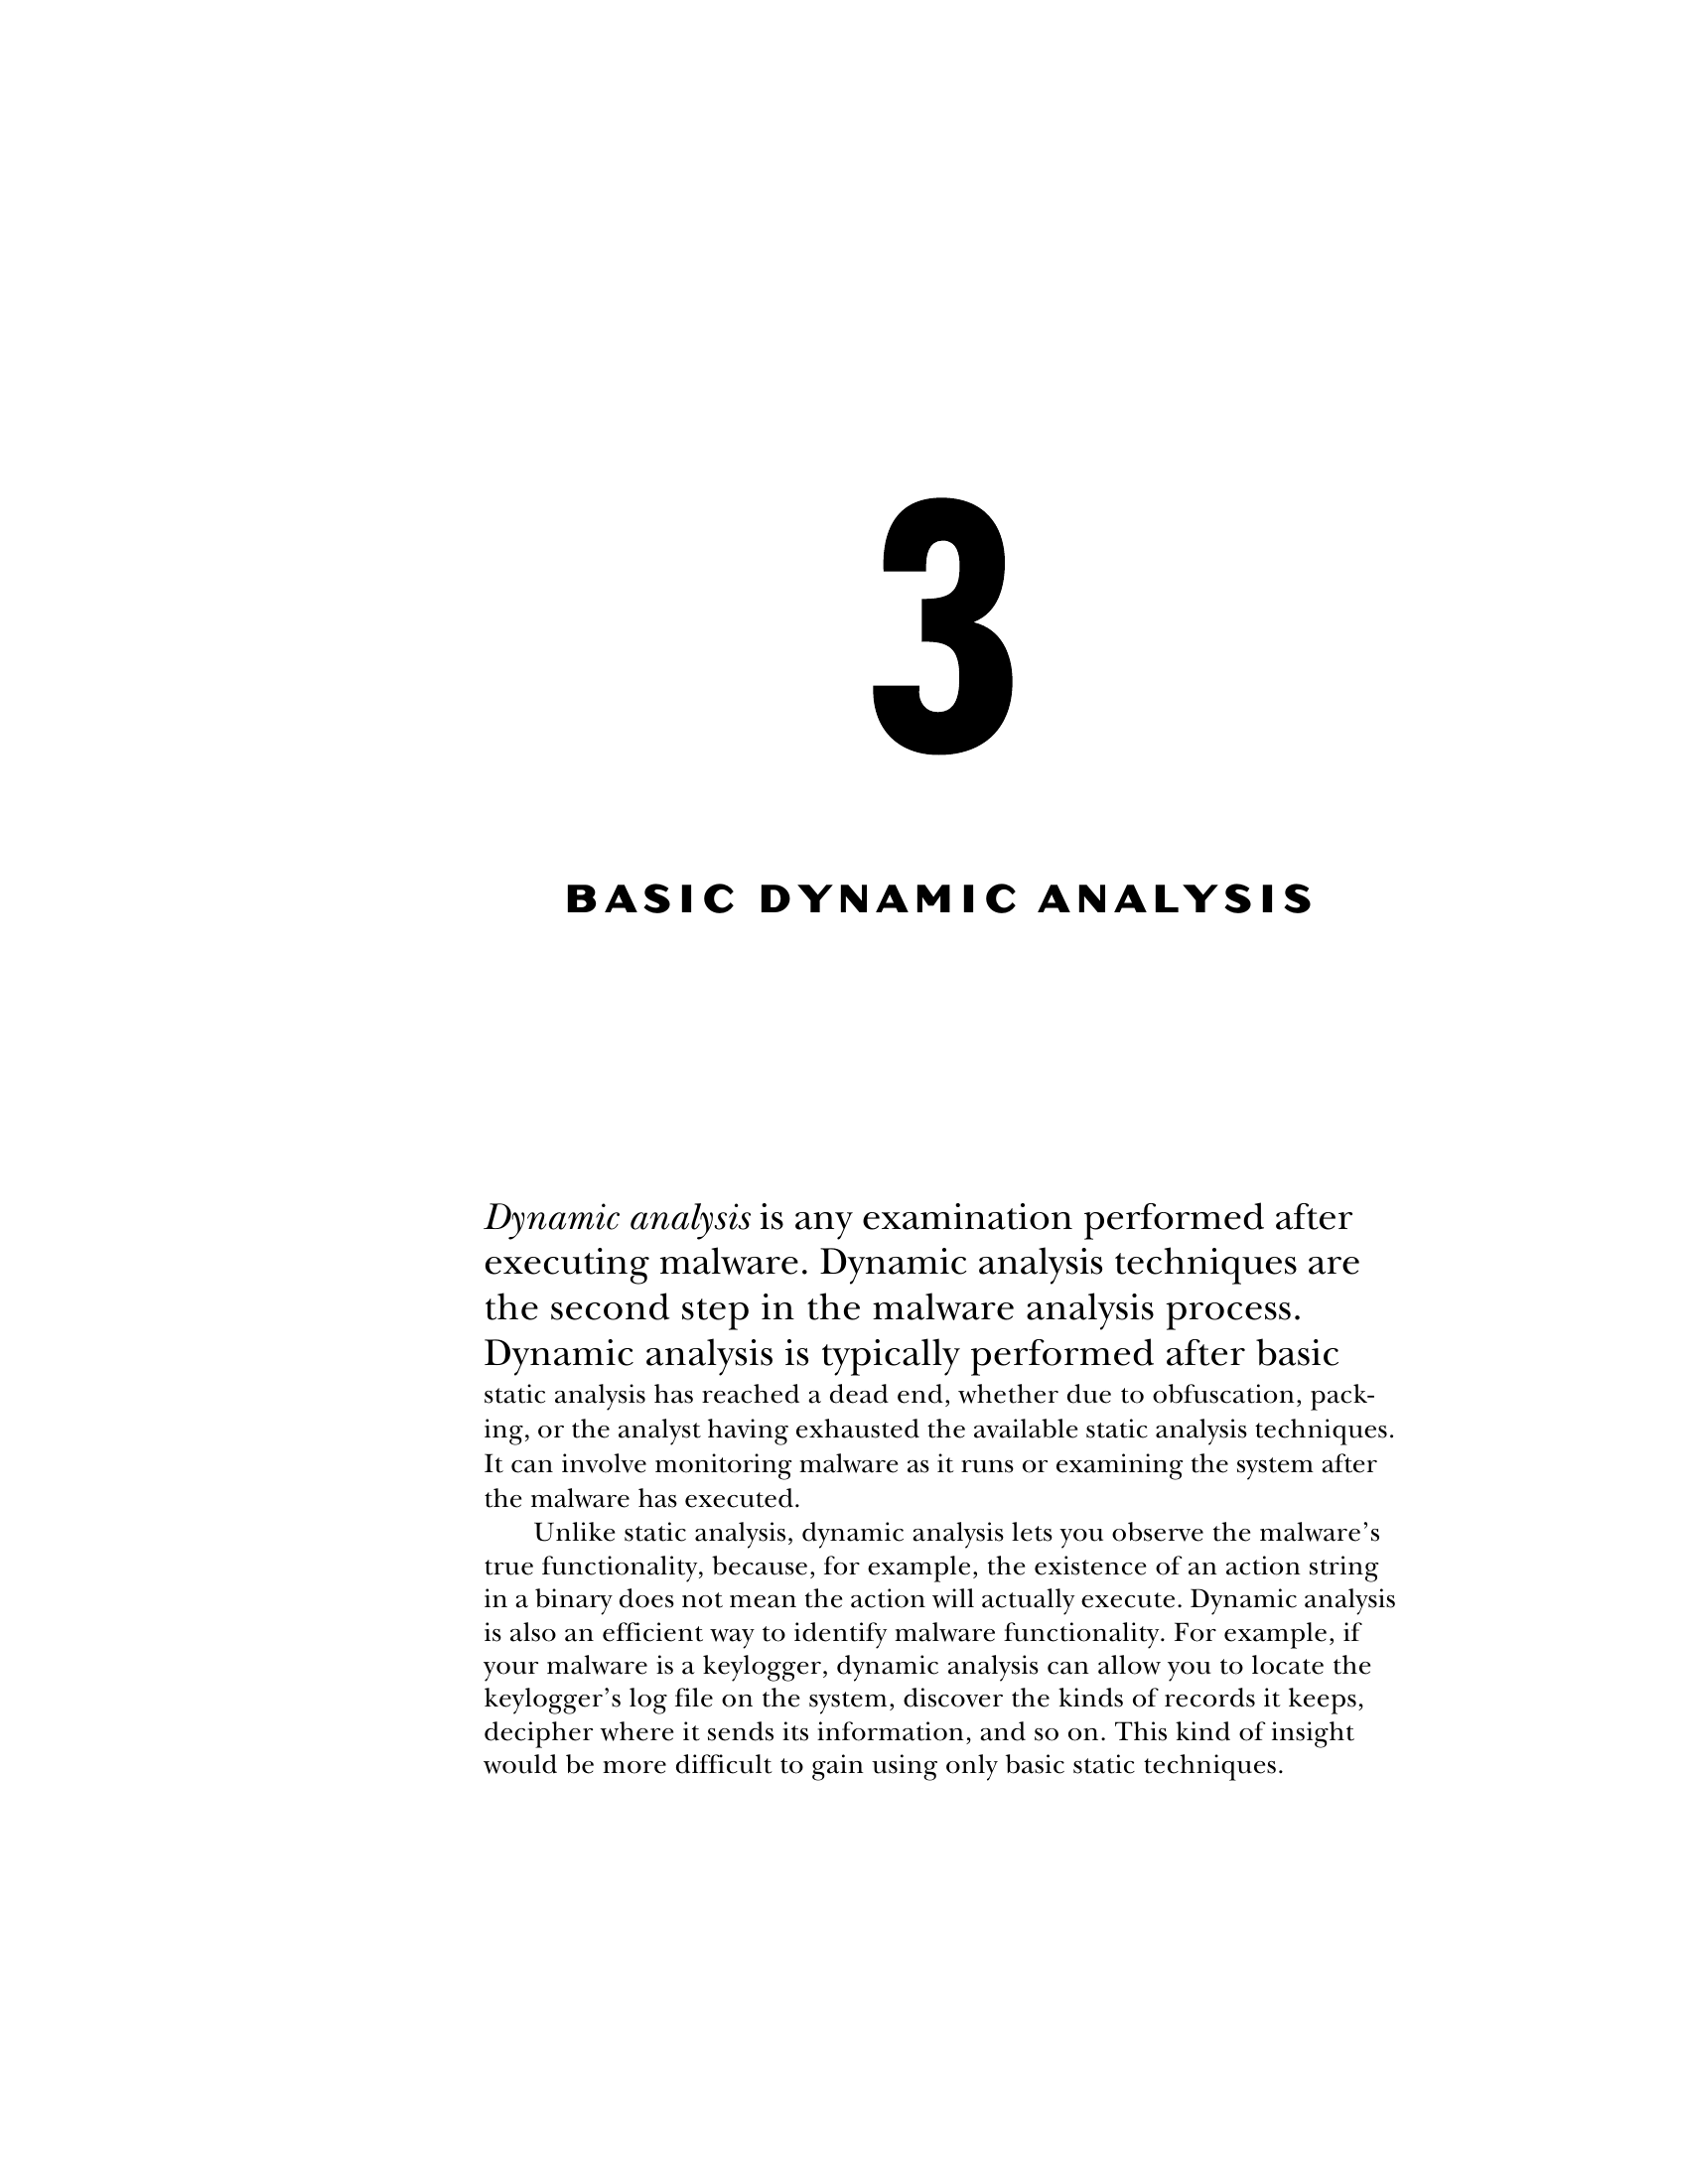 3
BASIC DYNAMIC ANALYSIS
Dynamic analysis is any examination performed after
executing malware. Dynamic analysis techniques are
the second step in the malware analysis process.
Dynamic analysis is typically performed after basic
static analysis has reached a dead end, whether due to obfuscation, pack-
ing, or the analyst having exhausted the available static analysis techniques.
It can involve monitoring malware as it runs or examining the system after
the malware has executed.
Unlike static analysis, dynamic analysis lets you observe the malware’s
true functionality, because, for example, the existence of an action string
in a binary does not mean the action will actually execute. Dynamic analysis
is also an efficient way to identify malware functionality. For example, if
your malware is a keylogger, dynamic analysis can allow you to locate the
keylogger’s log file on the system, discover the kinds of records it keeps,
decipher where it sends its information, and so on. This kind of insight
would be more difficult to gain using only basic static techniques.